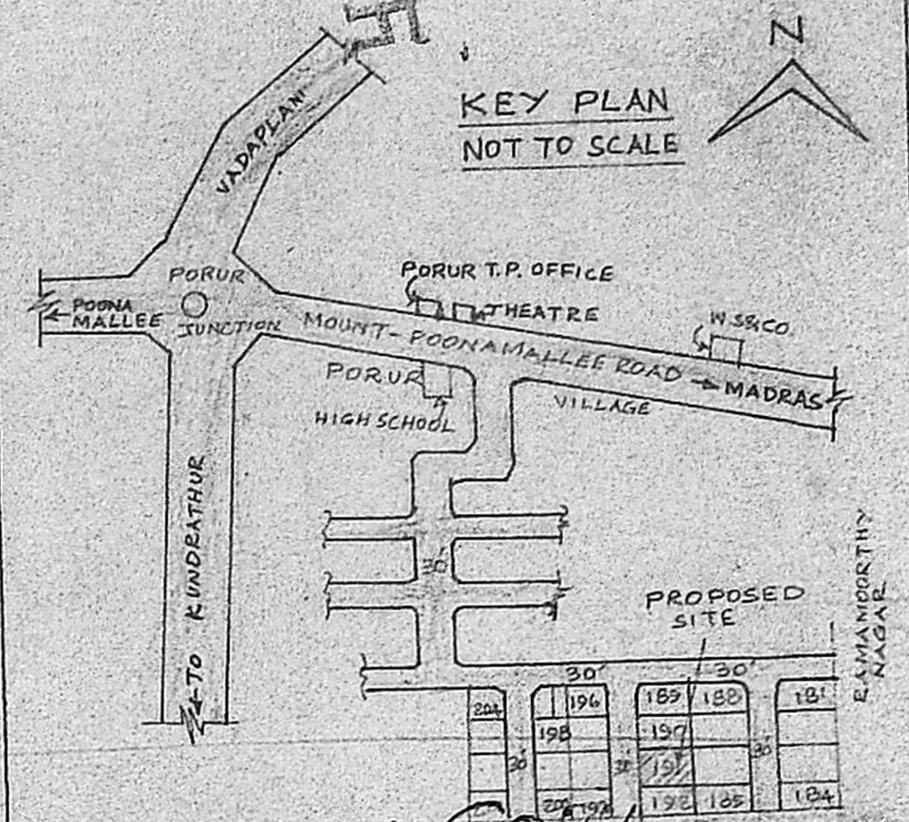 N
KEY PLAN
NOT TO SCALE
VADAPLANI
PORUR
JUNCTION
← POONA
MALLEE
PORUR T.P. OFFICE
THEATRE
W.S&CO.
MOUNT-POONAMALLEE ROAD → MADRAS
PORUR
HIGH SCHOOL
VILLAGE
← TO KUNDRATHUR
30'
PROPOSED
SITE
30' 30'
196 189 188 181
198 190
30' 30' 191 30'
192 185 184